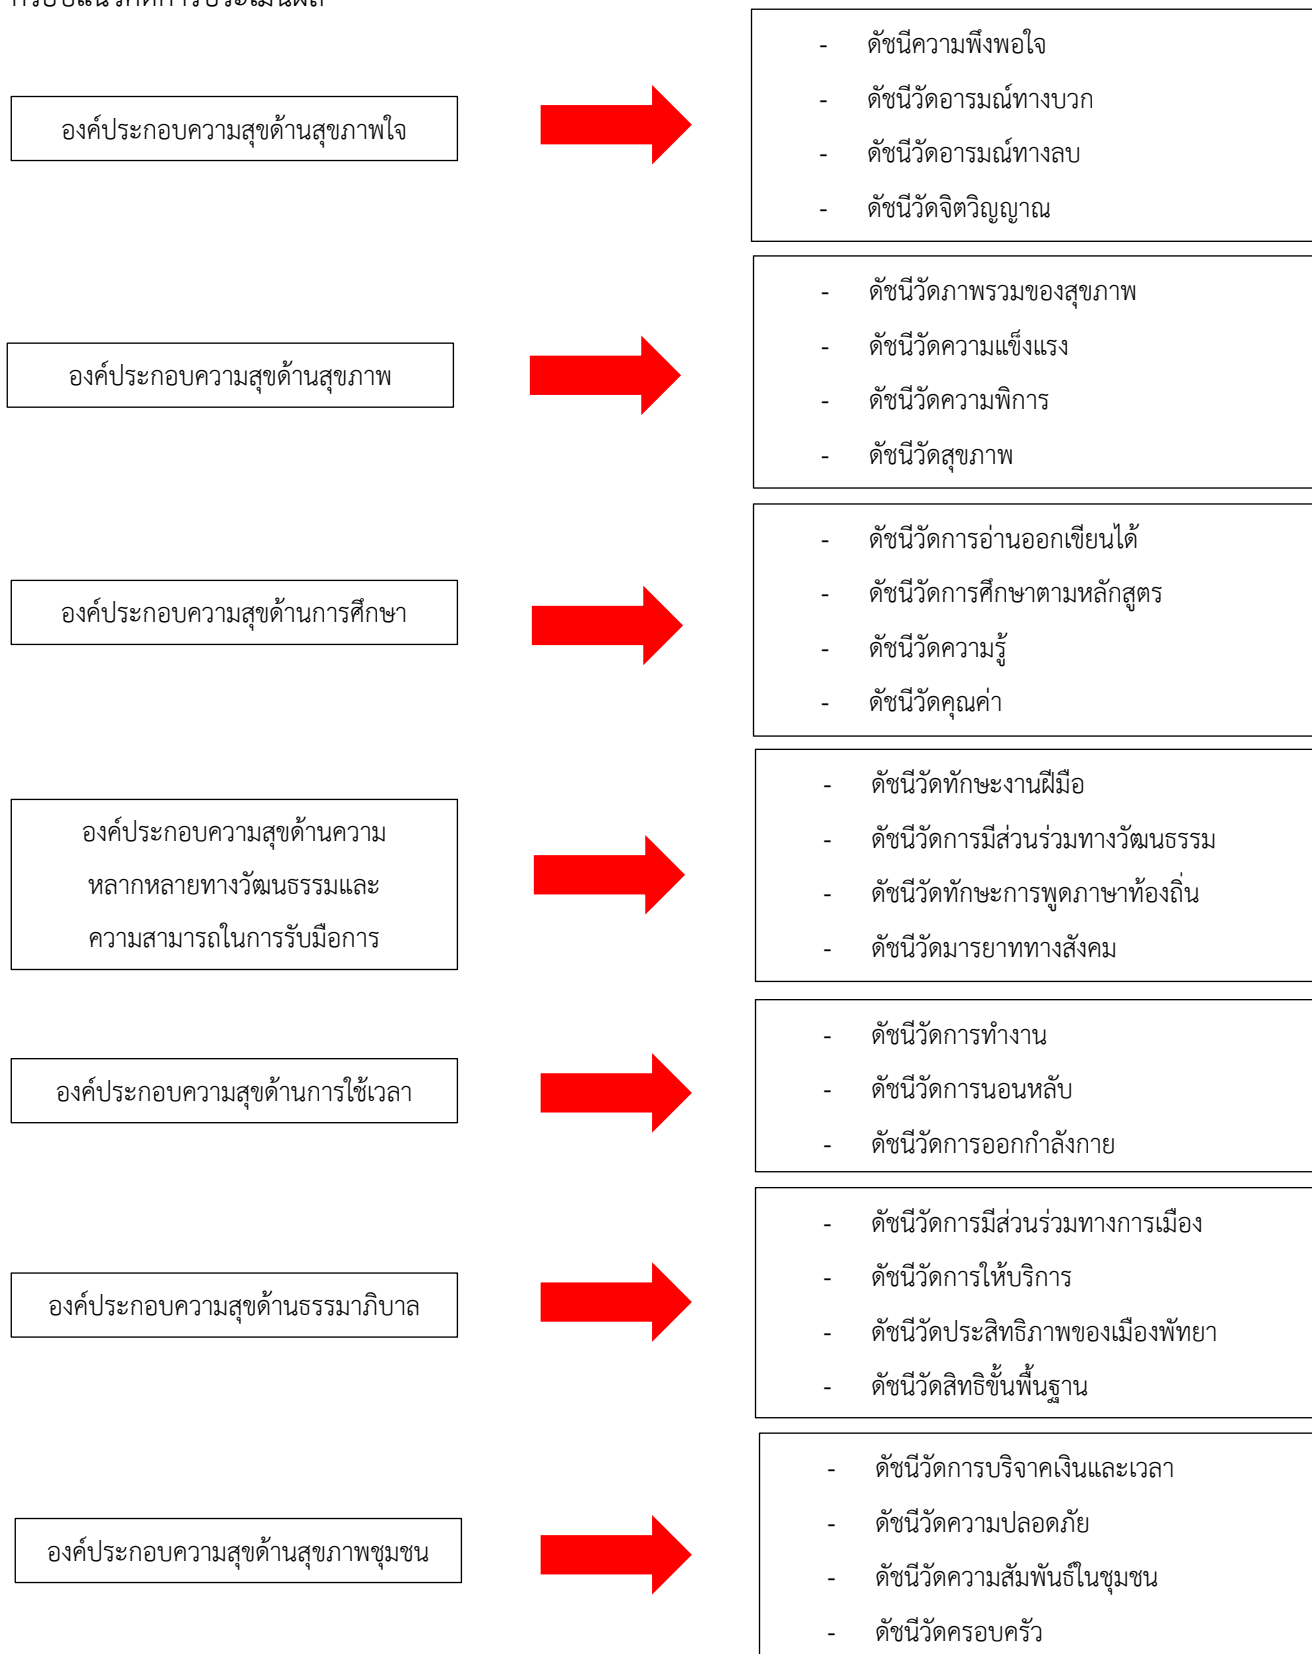 องค์ประกอบความสุขด้านสุขภาพใจ
- ดัชนีความพึงพอใจ
- ดัชนีวัดอารมณ์ทางบวก
- ดัชนีวัดอารมณ์ทางลบ
- ดัชนีวัดจิตวิญญาณ
องค์ประกอบความสุขด้านสุขภาพ
- ดัชนีวัดภาพรวมของสุขภาพ
- ดัชนีวัดความแข็งแรง
- ดัชนีวัดความพิการ
- ดัชนีวัดสุขภาพ
องค์ประกอบความสุขด้านการศึกษา
- ดัชนีวัดการอ่านออกเขียนได้
- ดัชนีวัดการศึกษาตามหลักสูตร
- ดัชนีวัดความรู้
- ดัชนีวัดคุณค่า
องค์ประกอบความสุขด้านความ
หลากหลายทางวัฒนธรรมและ
ความสามารถในการรับมือการ
- ดัชนีวัดทักษะงานฝีมือ
- ดัชนีวัดการมีส่วนร่วมทางวัฒนธรรม
- ดัชนีวัดทักษะการพูดภาษาท้องถิ่น
- ดัชนีวัดมารยาททางสังคม
องค์ประกอบความสุขด้านการใช้เวลา
- ดัชนีวัดการทำงาน
- ดัชนีวัดการนอนหลับ
- ดัชนีวัดการออกกำลังกาย
องค์ประกอบความสุขด้านธรรมาภิบาล
- ดัชนีวัดการมีส่วนร่วมทางการเมือง
- ดัชนีวัดการให้บริการ
- ดัชนีวัดประสิทธิภาพของเมืองพัทยา
- ดัชนีวัดสิทธิขั้นพื้นฐาน
องค์ประกอบความสุขด้านสุขภาพชุมชน
- ดัชนีวัดการบริจาคเงินและเวลา
- ดัชนีวัดความปลอดภัย
- ดัชนีวัดความสัมพันธ์ในชุมชน
- ดัชนีวัดครอบครัว